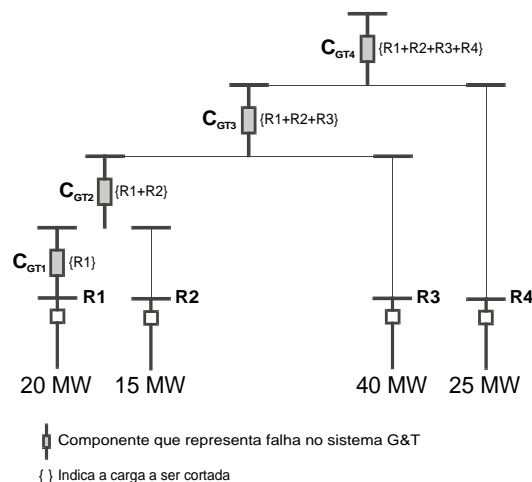 C_GT4 {R1+R2+R3+R4}
C_GT3 {R1+R2+R3}
C_GT2 {R1+R2}
C_GT1 {R1}
R1 R2 R3 R4
20 MW 15 MW 40 MW 25 MW
Componente que representa falha no sistema G&T
{ } Indica a carga a ser cortada